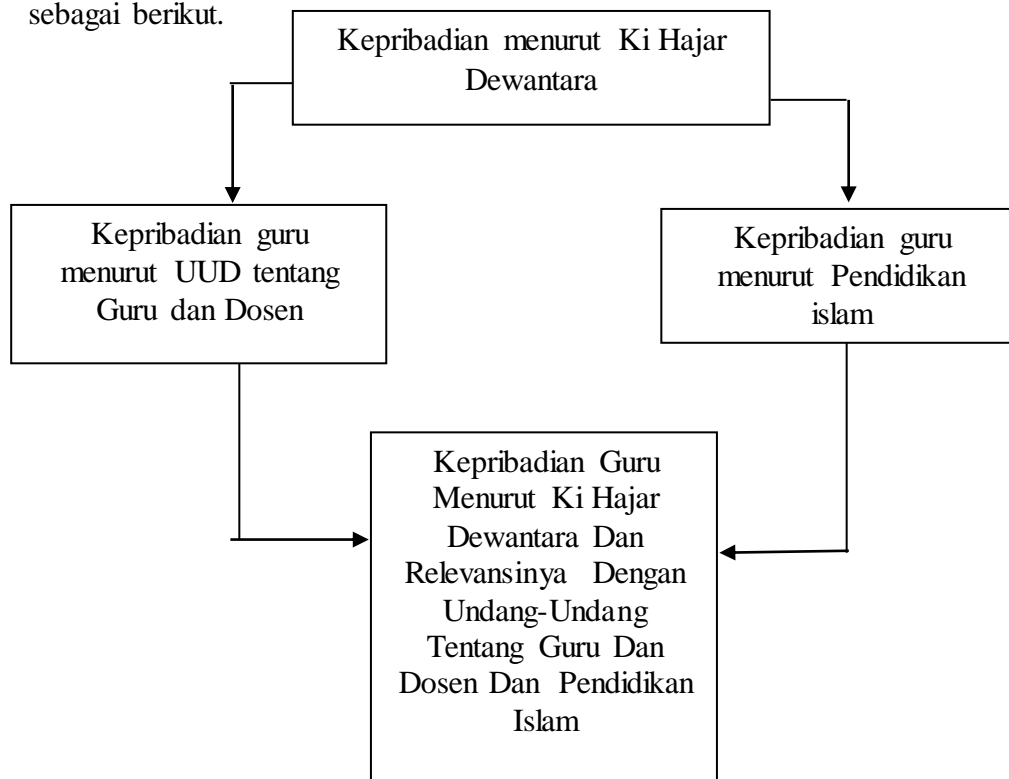 sebagai berikut.
Kepribadian menurut Ki Hajar
Dewantara
Kepribadian guru
menurut UUD tentang
Guru dan Dosen
Kepribadian guru
menurut Pendidikan
islam
Kepribadian Guru
Menurut Ki Hajar
Dewantara Dan
Relevansinya Dengan
Undang-Undang
Tentang Guru Dan
Dosen Dan Pendidikan
Islam